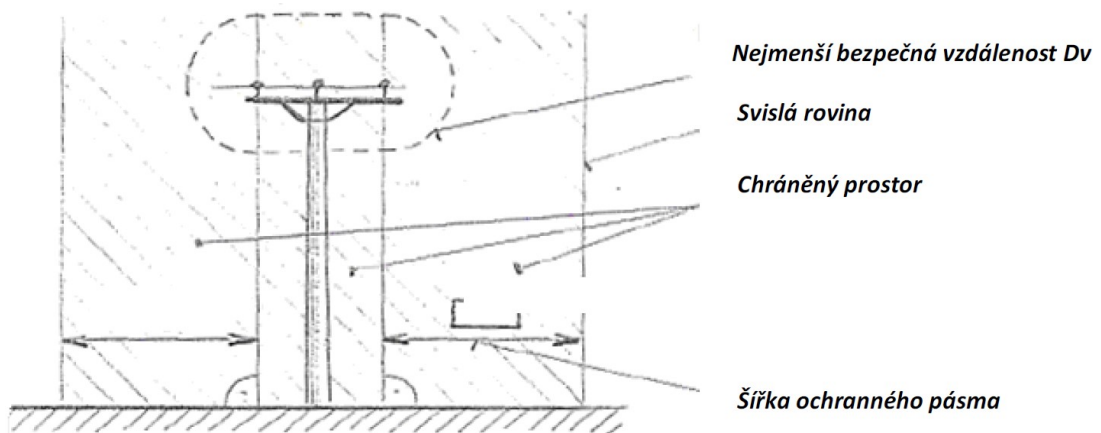 Nejmenší bezpečná vzdálenost Dv
Svislá rovina
Chráněný prostor
Šířka ochranného pásma